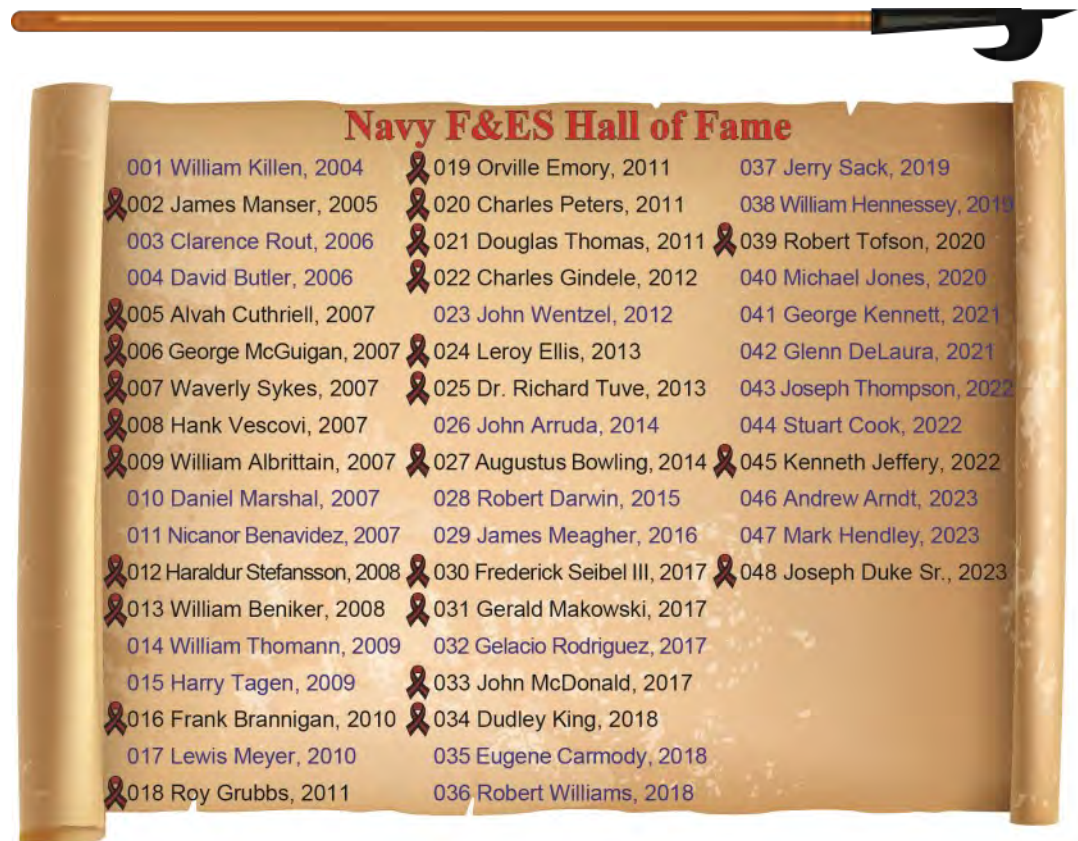 Navy F&ES Hall of Fame
001 William Killen, 2004
002 James Manser, 2005
003 Clarence Rout, 2006
004 David Butler, 2006
005 Alvah Cuthriell, 2007
006 George McGuigan, 2007
007 Waverly Sykes, 2007
008 Hank Vescovi, 2007
009 William Albrittain, 2007
010 Daniel Marshal, 2007
011 Nicanor Benavidez, 2007
012 Haraldur Stefansson, 2008
013 William Beniker, 2008
014 William Thomann, 2009
015 Harry Tagen, 2009
016 Frank Brannigan, 2010
017 Lewis Meyer, 2010
018 Roy Grubbs, 2011
019 Orville Emory, 2011
020 Charles Peters, 2011
021 Douglas Thomas, 2011
022 Charles Gindele, 2012
023 John Wentzel, 2012
024 Leroy Ellis, 2013
025 Dr. Richard Tuve, 2013
026 John Arruda, 2014
027 Augustus Bowling, 2014
028 Robert Darwin, 2015
029 James Meagher, 2016
030 Frederick Seibel III, 2017
031 Gerald Makowski, 2017
032 Gelacio Rodriguez, 2017
033 John McDonald, 2017
034 Dudley King, 2018
035 Eugene Carmody, 2018
036 Robert Williams, 2018
037 Jerry Sack, 2019
038 William Hennessey, 2019
039 Robert Tofson, 2020
040 Michael Jones, 2020
041 George Kennett, 2021
042 Glenn DeLaura, 2021
043 Joseph Thompson, 2022
044 Stuart Cook, 2022
045 Kenneth Jeffery, 2022
046 Andrew Arndt, 2023
047 Mark Hendley, 2023
048 Joseph Duke Sr., 2023